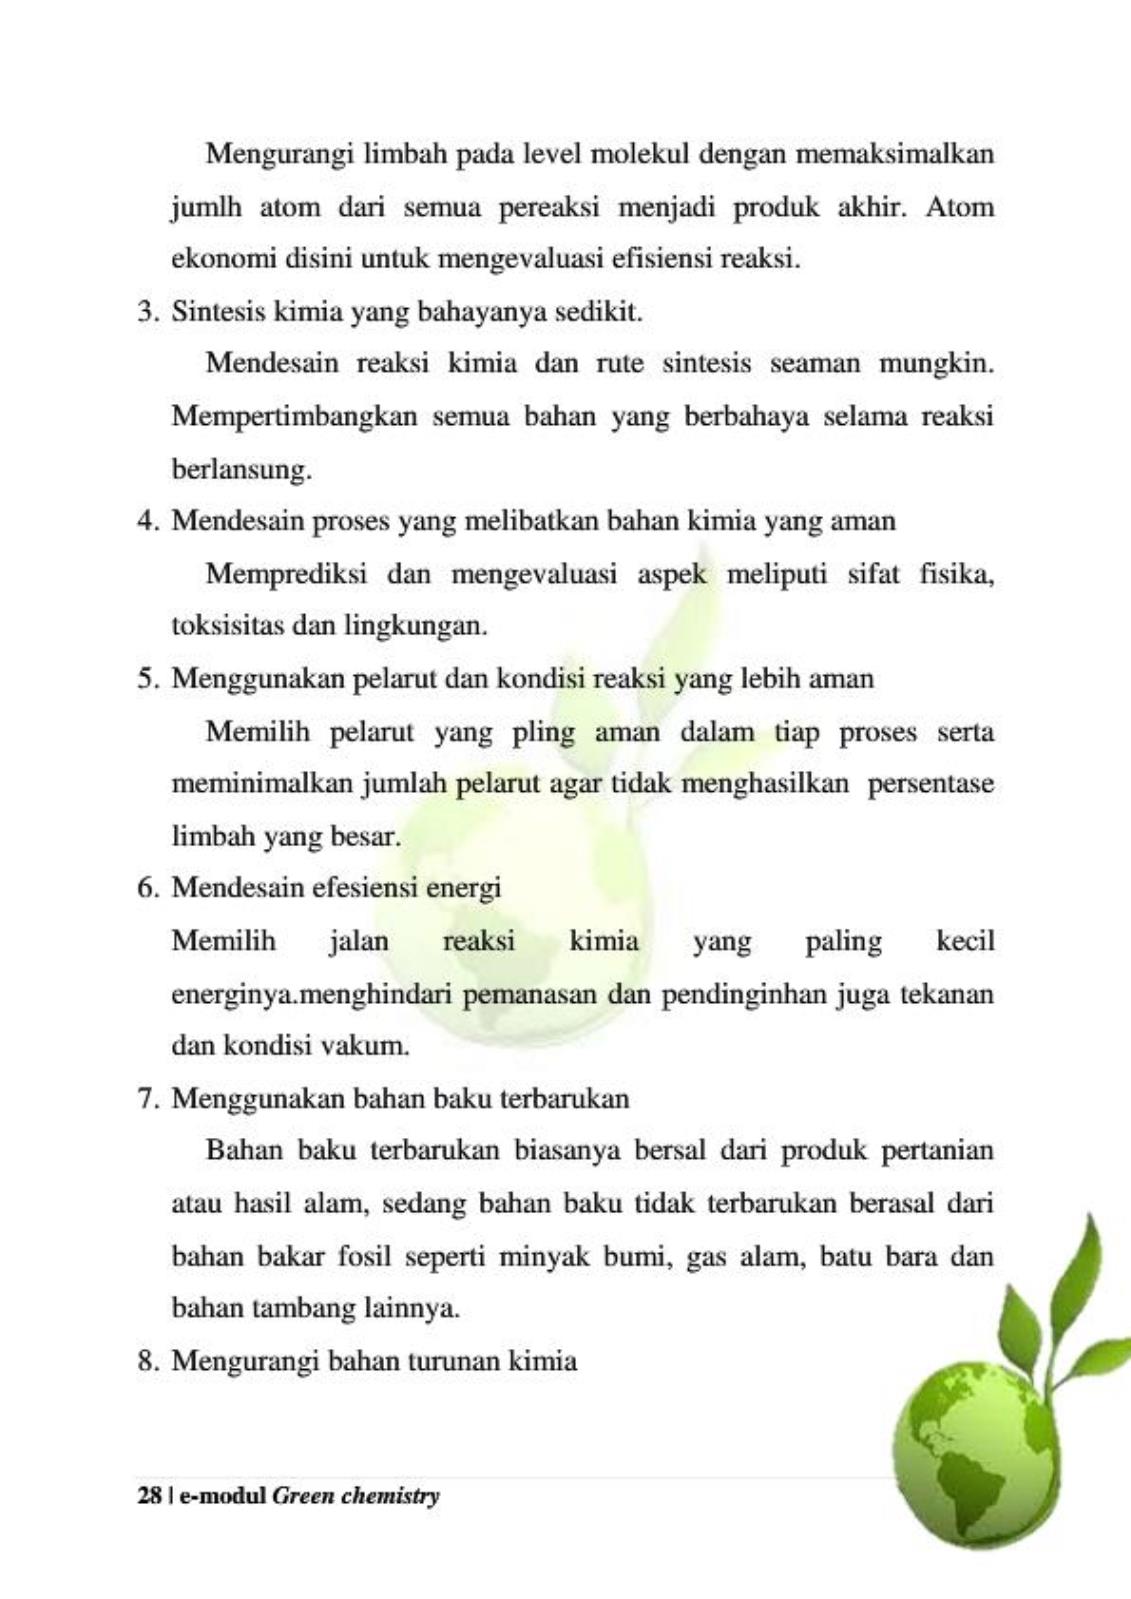 Mengurangi limbah pada level molekul dengan memaksimalkan
jumlh atom dari semua pereaksi menjadi produk akhir. Atom
ekonomi disini untuk mengevaluasi efisiensi reaksi.
3. Sintesis kimia yang bahayanya sedikit.
Mendesain reaksi kimia dan rute sintesis seaman mungkin.
Mempertimbangkan semua bahan yang berbahaya selama reaksi
berlansung.
4. Mendesain proses yang melibatkan bahan kimia yang aman
Memprediksi dan mengevaluasi aspek meliputi sifat fisika,
toksisitas dan lingkungan.
5. Menggunakan pelarut dan kondisi reaksi yang lebih aman
Memilih pelarut yang pling aman dalam tiap proses serta
meminimalkan jumlah pelarut agar tidak menghasilkan persentase
limbah yang besar.
6. Mendesain efesiensi energi
Memilih jalan reaksi kimia yang paling kecil
energinya.menghindari pemanasan dan pendinginhan juga tekanan
dan kondisi vakum.
7. Menggunakan bahan baku terbarukan
Bahan baku terbarukan biasanya bersal dari produk pertanian
atau hasil alam, sedang bahan baku tidak terbarukan berasal dari
bahan bakar fosil seperti minyak bumi, gas alam, batu bara dan
bahan tambang lainnya.
8. Mengurangi bahan turunan kimia
28 | e-modul Green chemistry